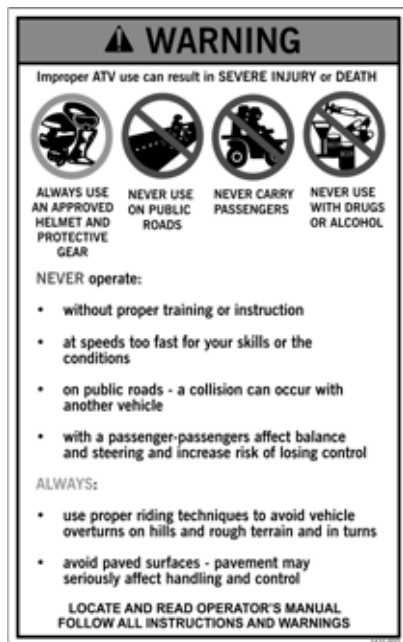 WARNING
Improper ATV use can result in SEVERE INJURY or DEATH
ALWAYS USE
AN APPROVED
HELMET AND
PROTECTIVE
GEAR
NEVER USE
ON PUBLIC
ROADS
NEVER CARRY
PASSENGERS
NEVER USE
WITH DRUGS
OR ALCOHOL
NEVER operate:
• without proper training or instruction
• at speeds too fast for your skills or the
conditions
• on public roads - a collision can occur with
another vehicle
• with a passenger-passengers affect balance
and steering and increase risk of losing control
ALWAYS:
• use proper riding techniques to avoid vehicle
overturns on hills and rough terrain and in turns
• avoid paved surfaces - pavement may
seriously affect handling and control
LOCATE AND READ OPERATOR'S MANUAL
FOLLOW ALL INSTRUCTIONS AND WARNINGS